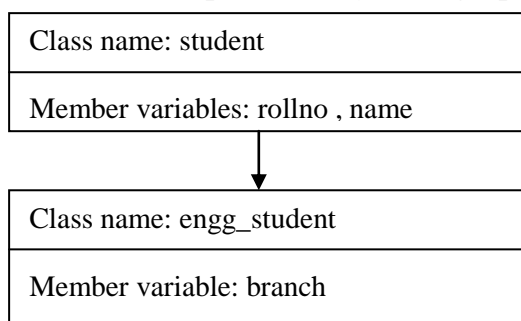 Class name: student
Member variables: rollno , name
Class name: engg_student
Member variable: branch